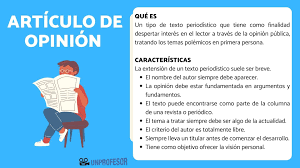 ARTÍCULO DE
OPINIÓN
QUÉ ES
Un tipo de texto periodístico que tiene como finalidad
despertar interés en el lector a través de la opinión pública,
tratando los temas polémicos en primera persona.
CARACTERÍSTICAS
La extensión de un texto periodístico suele ser breve.
• El nombre del autor siempre debe aparecer.
• La opinión debe estar fundamentada en argumentos y
fundamentos.
• El texto puede encontrarse como parte de la columna
de una revista o periódico.
• El tema a tratar siempre debe ser algo de la actualidad.
• El criterio del autor es totalmente libre.
• Siempre lleva un titular antes de comenzar el desarrollo.
• Tiene como objetivo ofrecer la visión personal.
UNPROFESOR